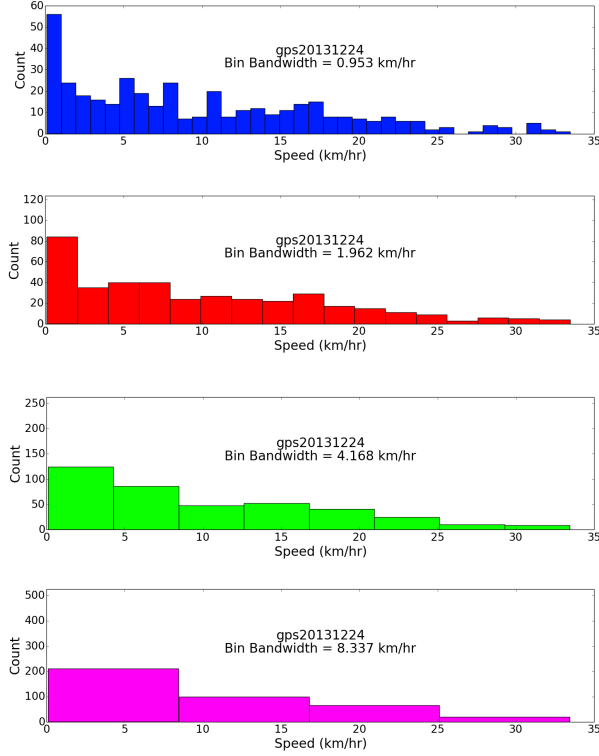 60
50
40
30
20
10
0
Count
gps20131224
Bin Bandwidth = 0.953 km/hr
0 5 10 15 20 25 30 35
Speed (km/hr)
120
100
80
60
40
20
0
Count
gps20131224
Bin Bandwidth = 1.962 km/hr
0 5 10 15 20 25 30 35
Speed (km/hr)
250
200
150
100
50
0
Count
gps20131224
Bin Bandwidth = 4.168 km/hr
0 5 10 15 20 25 30 35
Speed (km/hr)
500
400
300
200
100
0
Count
gps20131224
Bin Bandwidth = 8.337 km/hr
0 5 10 15 20 25 30 35
Speed (km/hr)